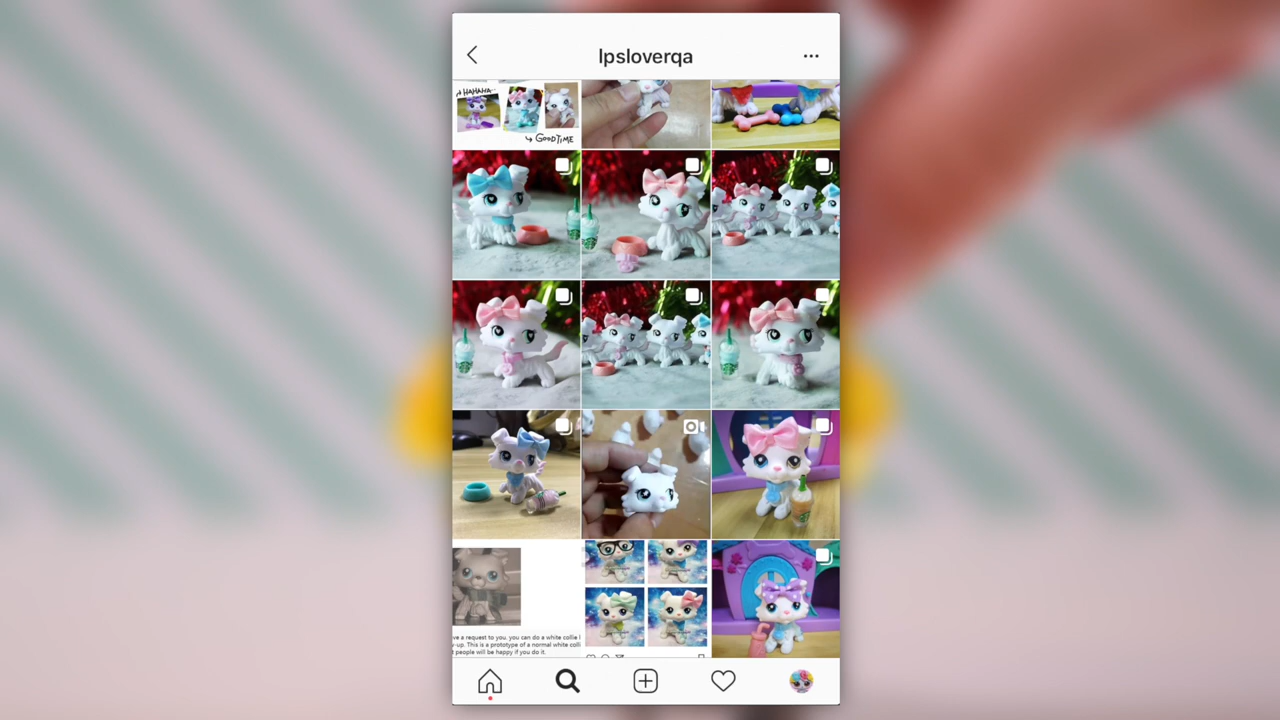 lpsloverqa
HAHAHA..
GOODTIME
ve a request to you. you can do a white collie l
-up. This is a prototype of a normal white colli
t people will be happy if you do it.